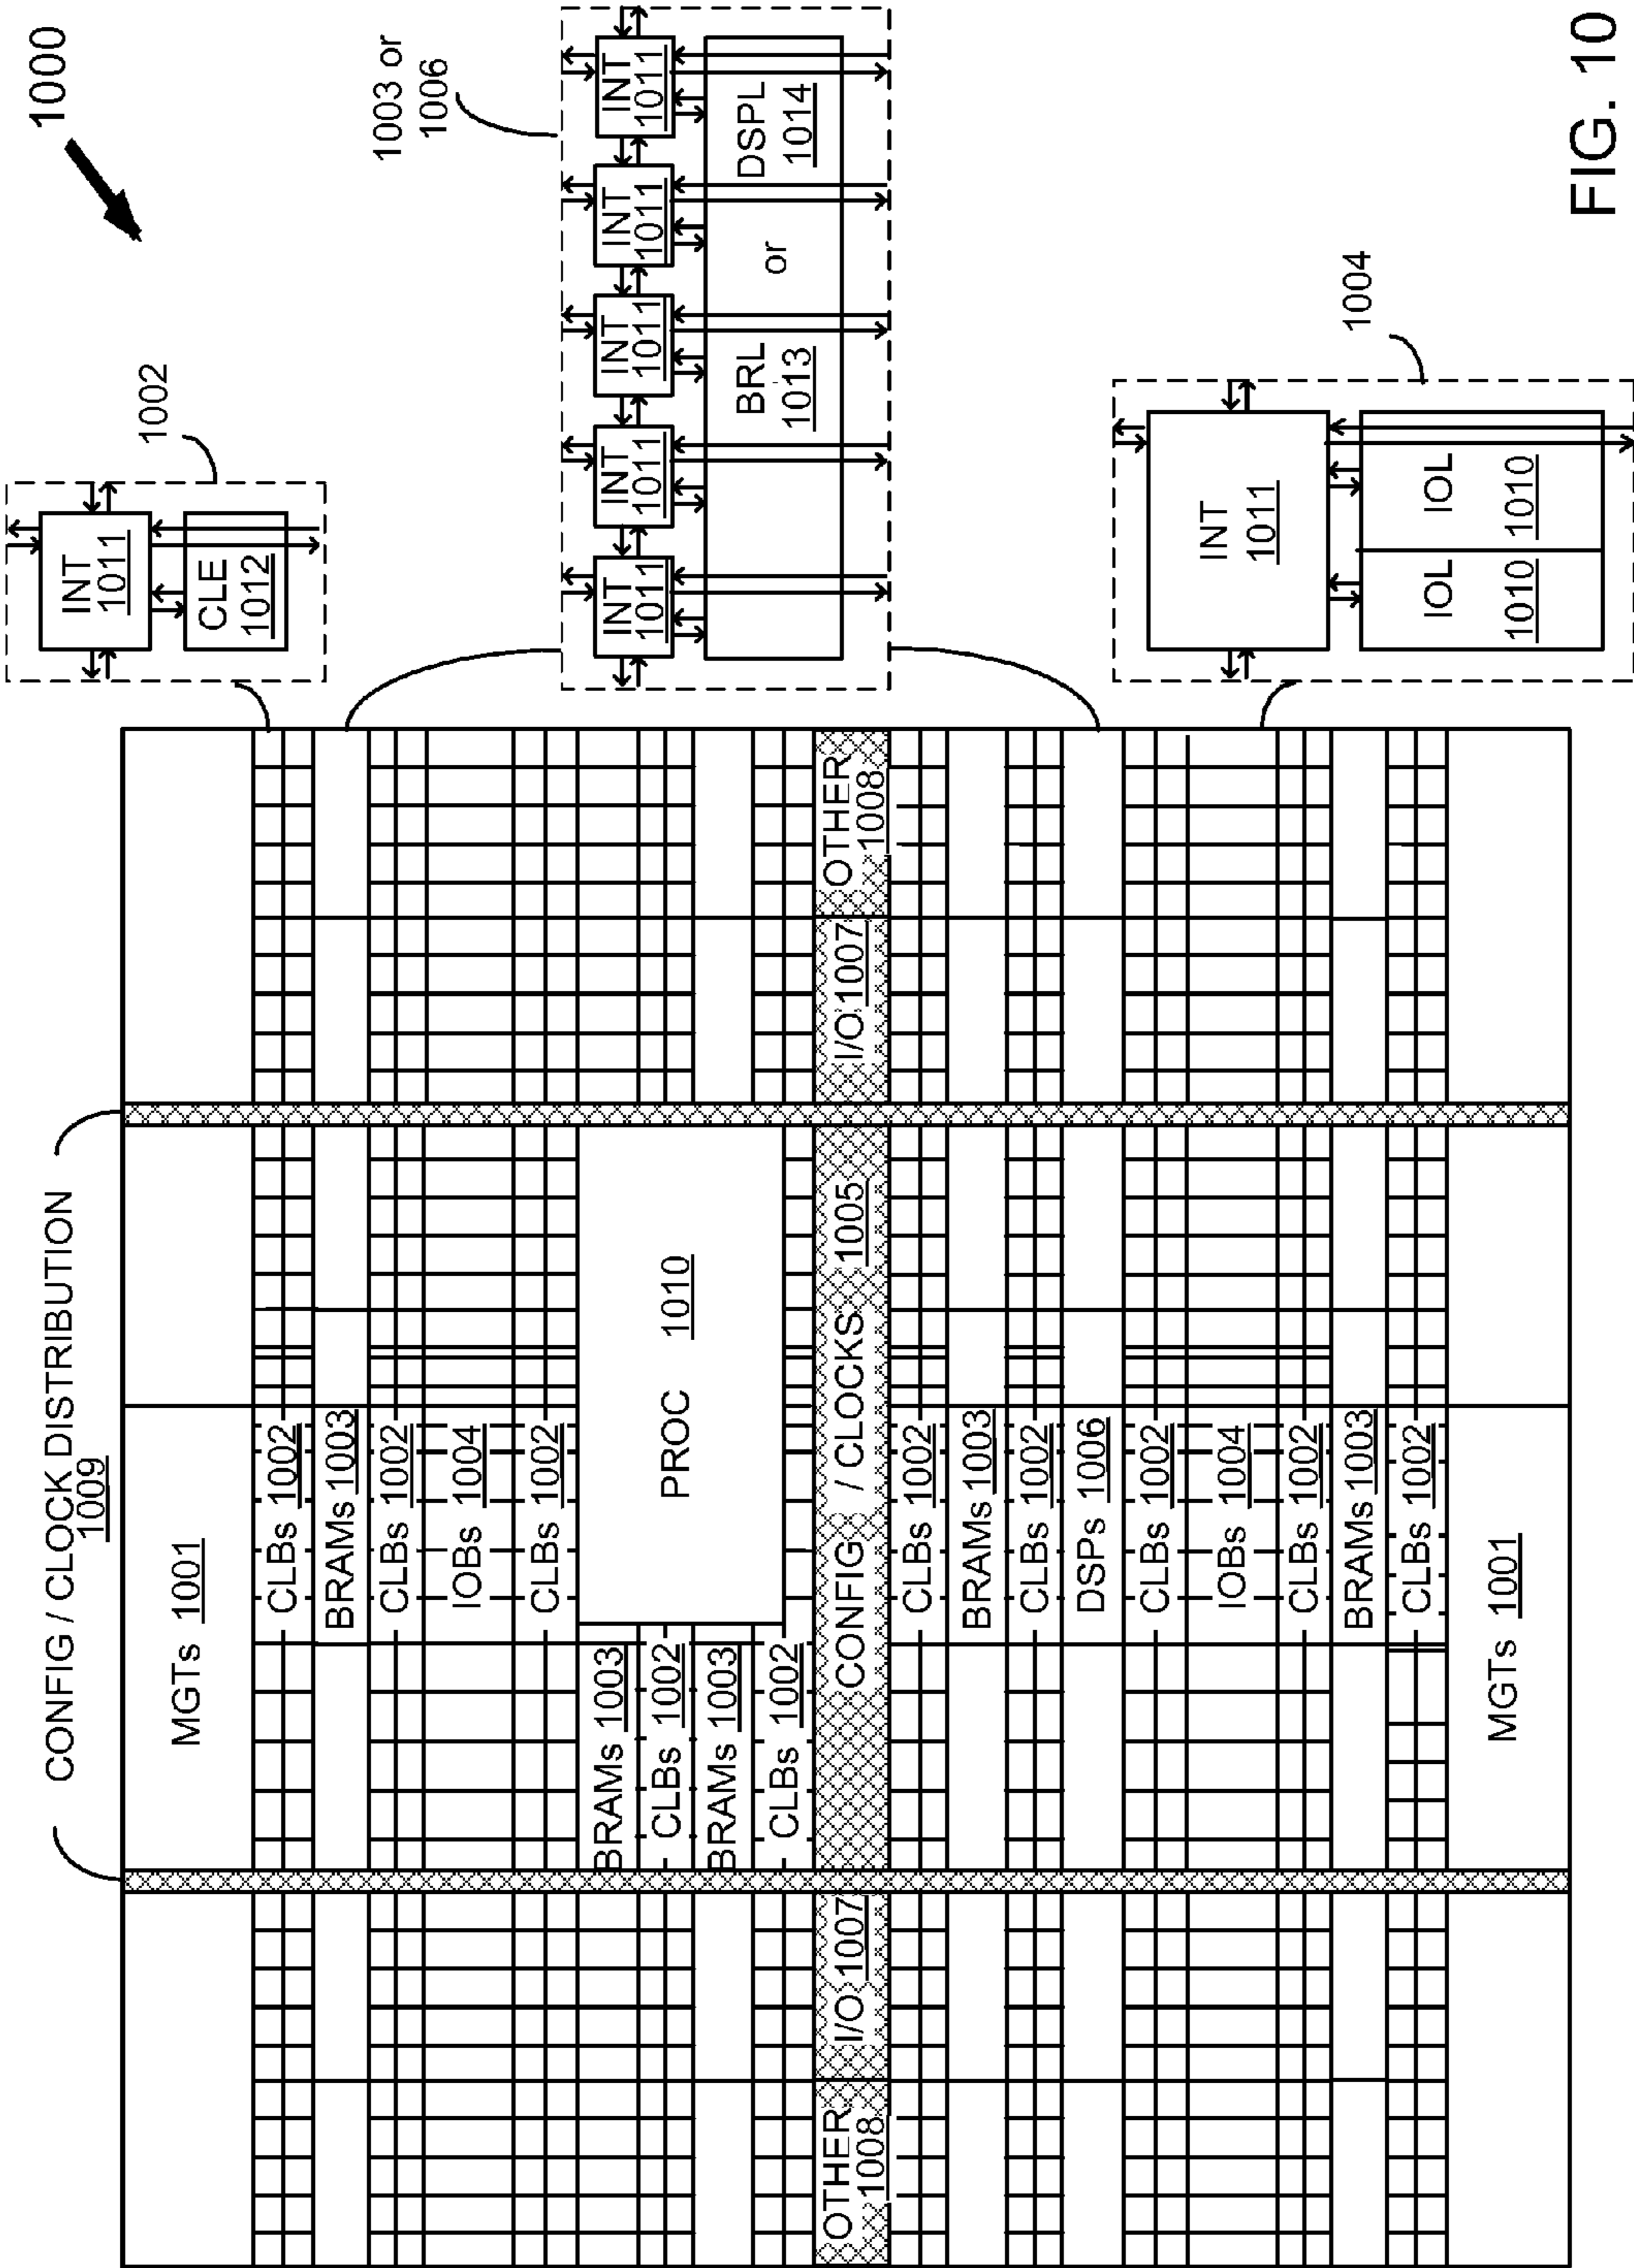 1000
CONFIG / CLOCK DISTRIBUTION
1009
MGTs 1001
CLBs 1002
BRAMs 1003
CLBs 1002
IOBs 1004
CLBs 1002
BRAMs 1003
CLBs 1002
BRAMs 1003
CLBs 1002
PROC 1010
OTHER
1008
I/O 1007
CONFIG / CLOCKS 1005
I/O 1007
OTHER
1008
CLBs 1002
BRAMs 1003
CLBs 1002
DSPs 1006
CLBs 1002
IOBs 1004
CLBs 1002
BRAMs 1003
CLBs 1002
MGTs 1001
1002
INT
1011
CLE
1012
1003 or
1006
INT
1011
INT
1011
INT
1011
INT
1011
INT
1011
BRL
1013
or
DSPL
1014
1004
INT
1011
IOL
1010
IOL
1010
FIG. 10